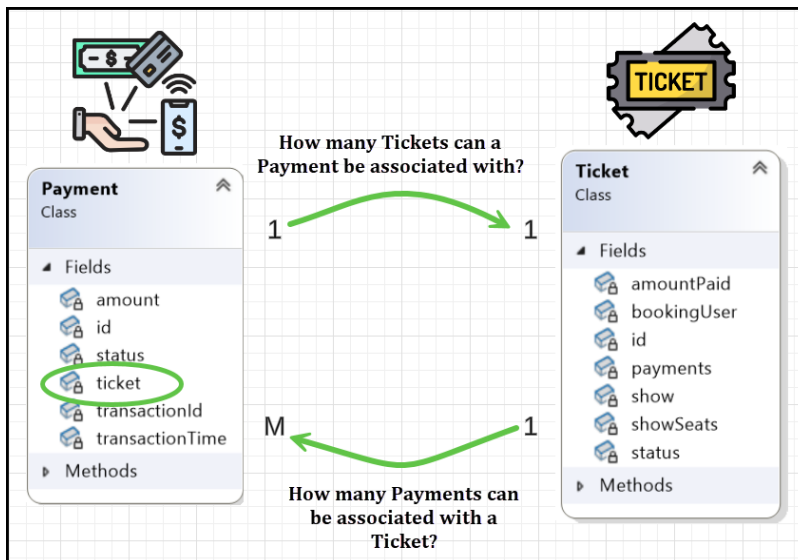 - $ -
$
TICKET
How many Tickets can a
Payment be associated with?
Payment
Class
Fields
amount
id
status
ticket
transactionId
transactionTime
Methods
1
1
M
1
How many Payments can
be associated with a
Ticket?
Ticket
Class
Fields
amountPaid
bookingUser
id
payments
show
showSeats
status
Methods